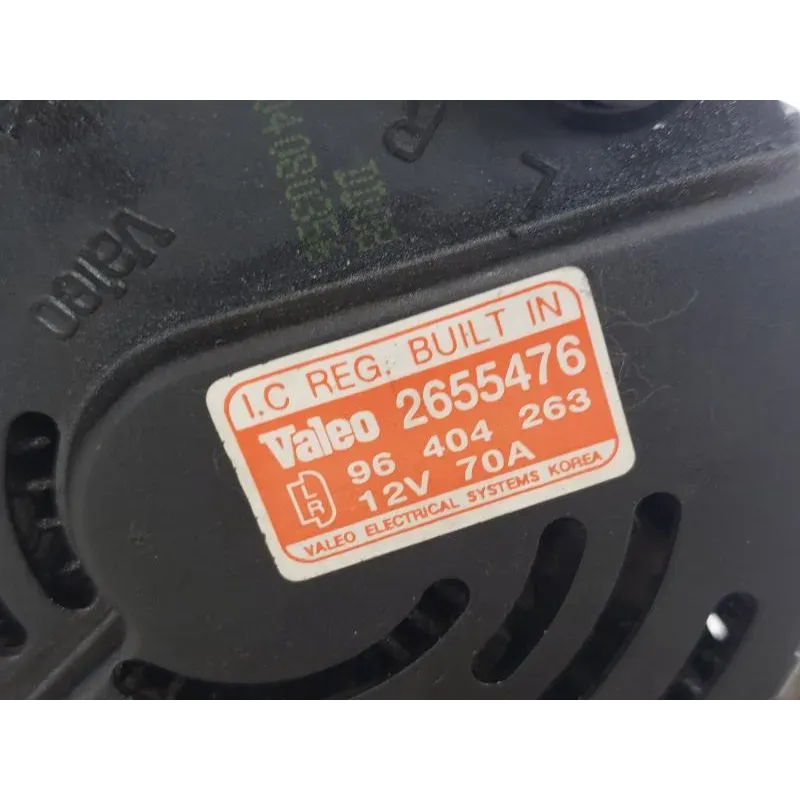 Valeo
R
L
I.C REG. BUILT IN
Valeo 2655476
96 404 263
L
R
12V 70A
VALEO ELECTRICAL SYSTEMS KOREA